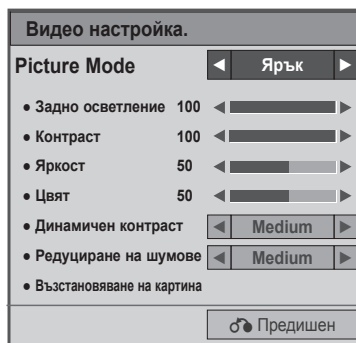 Видео настройка.
Picture Mode ◄ Ярък ►
● Задно осветление 100
● Контраст 100
● Яркост 50
● Цвят 50
● Динамичен контраст ◄ Medium ►
● Редуциране на шумове ◄ Medium ►
● Възстановяване на картина
Предишен